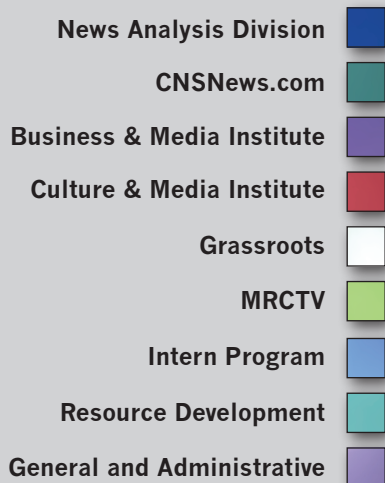 News Analysis Division
CNSNews.com
Business & Media Institute
Culture & Media Institute
Grassroots
MRCTV
Intern Program
Resource Development
General and Administrative